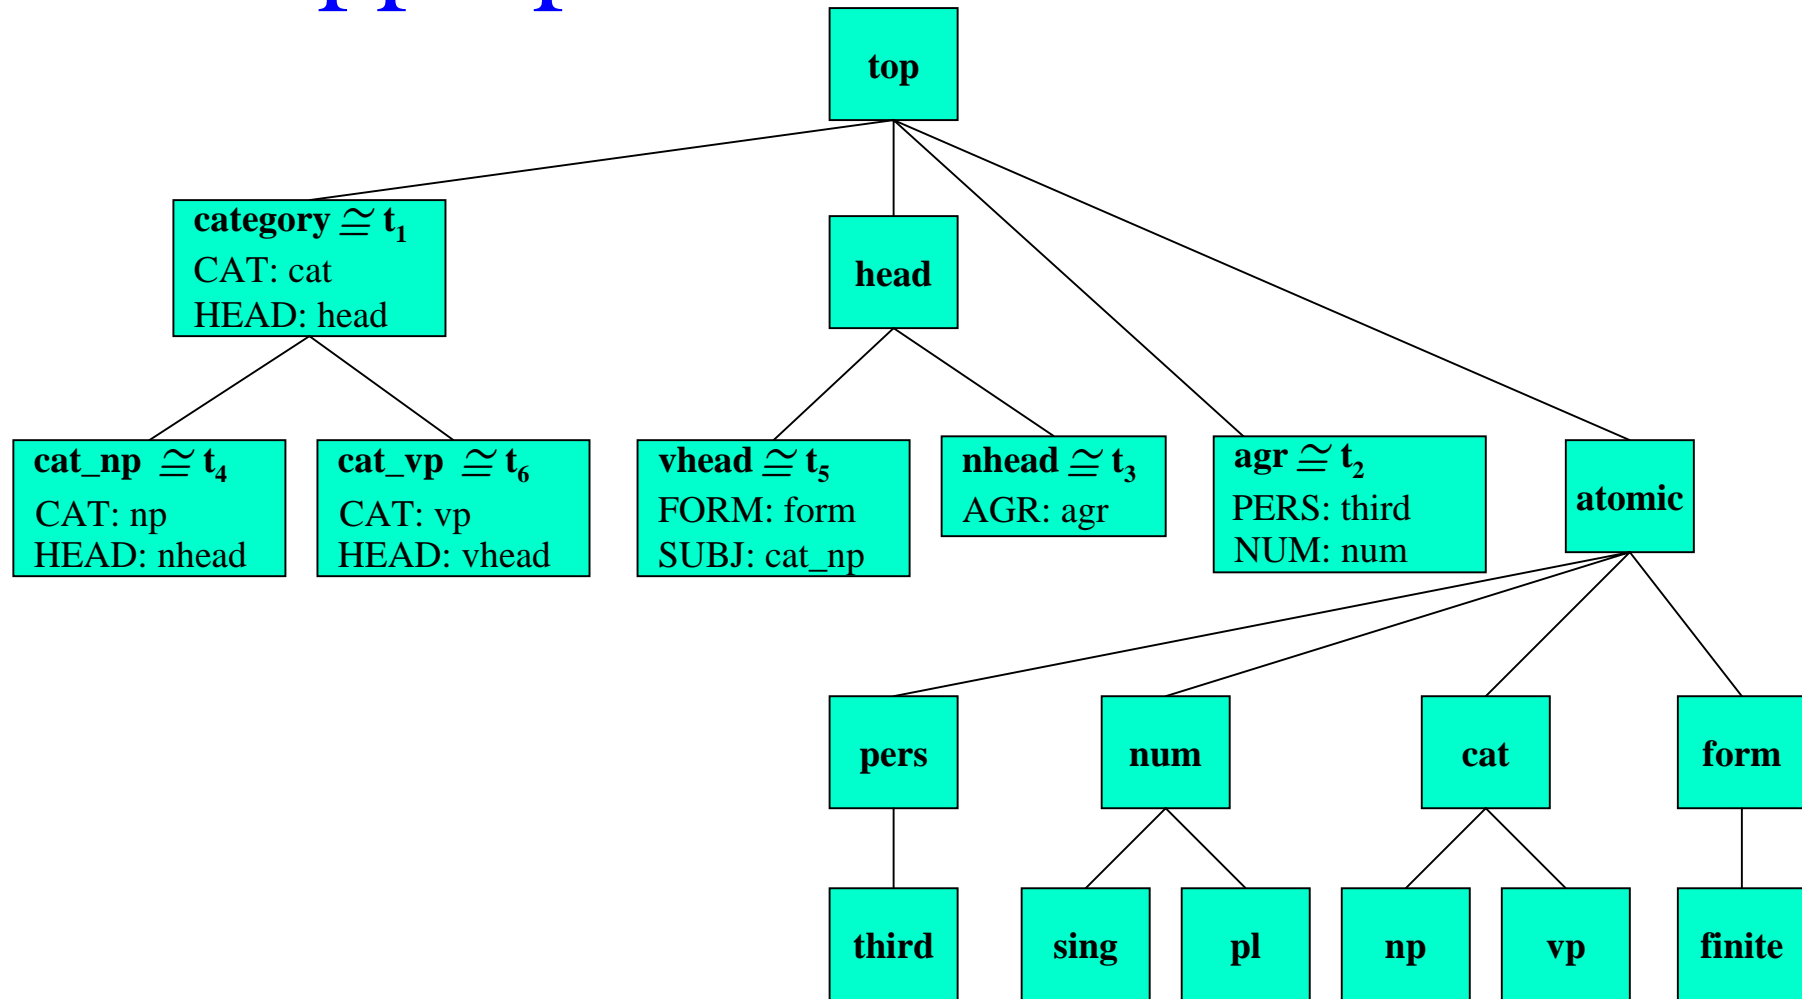 top
category ≅ t₁
CAT: cat
HEAD: head
head
cat_np ≅ t₄
CAT: np
HEAD: nhead
cat_vp ≅ t₆
CAT: vp
HEAD: vhead
vhead ≅ t₅
FORM: form
SUBJ: cat_np
nhead ≅ t₃
AGR: agr
agr ≅ t₂
PERS: third
NUM: num
atomic
pers
num
cat
form
third
sing
pl
np
vp
finite